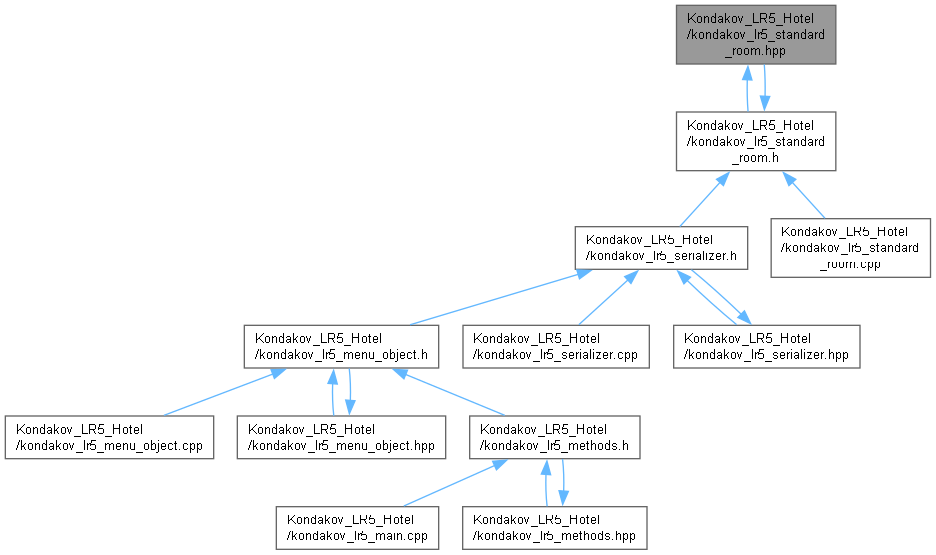 Kondakov_LR5_Hotel
/kondakov_lr5_standard
_room.hpp
Kondakov_LR5_Hotel
/kondakov_lr5_standard
_room.h
Kondakov_LR5_Hotel
/kondakov_lr5_serializer.h
Kondakov_LR5_Hotel
/kondakov_lr5_standard
_room.cpp
Kondakov_LR5_Hotel
/kondakov_lr5_menu_object.h
Kondakov_LR5_Hotel
/kondakov_lr5_serializer.cpp
Kondakov_LR5_Hotel
/kondakov_lr5_serializer.hpp
Kondakov_LR5_Hotel
/kondakov_lr5_menu_object.cpp
Kondakov_LR5_Hotel
/kondakov_lr5_menu_object.hpp
Kondakov_LR5_Hotel
/kondakov_lr5_methods.h
Kondakov_LR5_Hotel
/kondakov_lr5_main.cpp
Kondakov_LR5_Hotel
/kondakov_lr5_methods.hpp